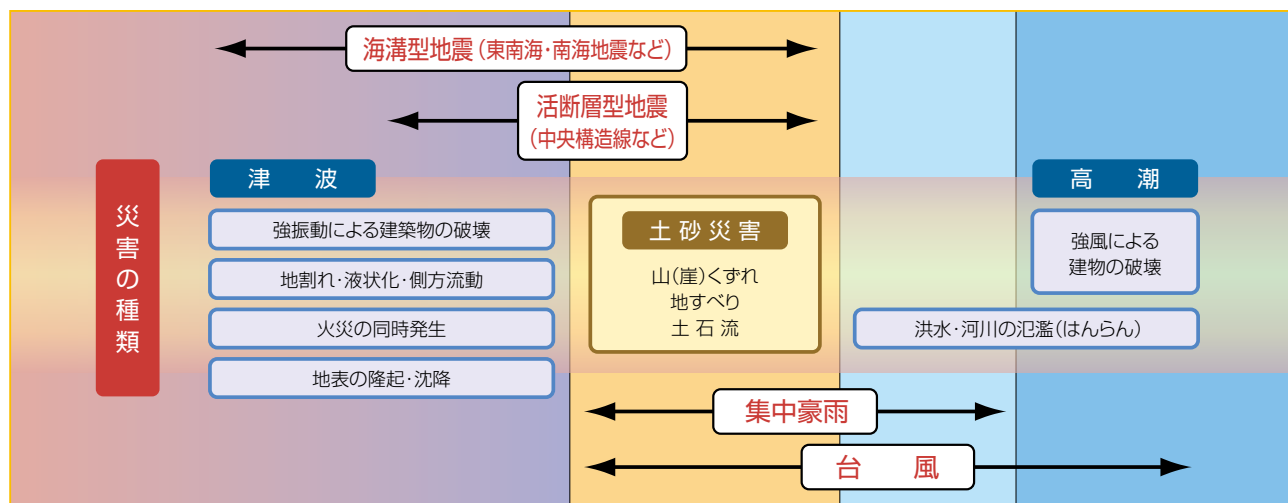 海溝型地震(東南海・南海地震など)
活断層型地震
(中央構造線など)
災害の種類
津　波
強振動による建築物の破壊
地割れ・液状化・側方流動
火災の同時発生
地表の隆起・沈降
土砂災害
山(崖)くずれ
地すべり
土石流
高　潮
強風による
建物の破壊
洪水・河川の氾濫(はんらん)
集中豪雨
台　風